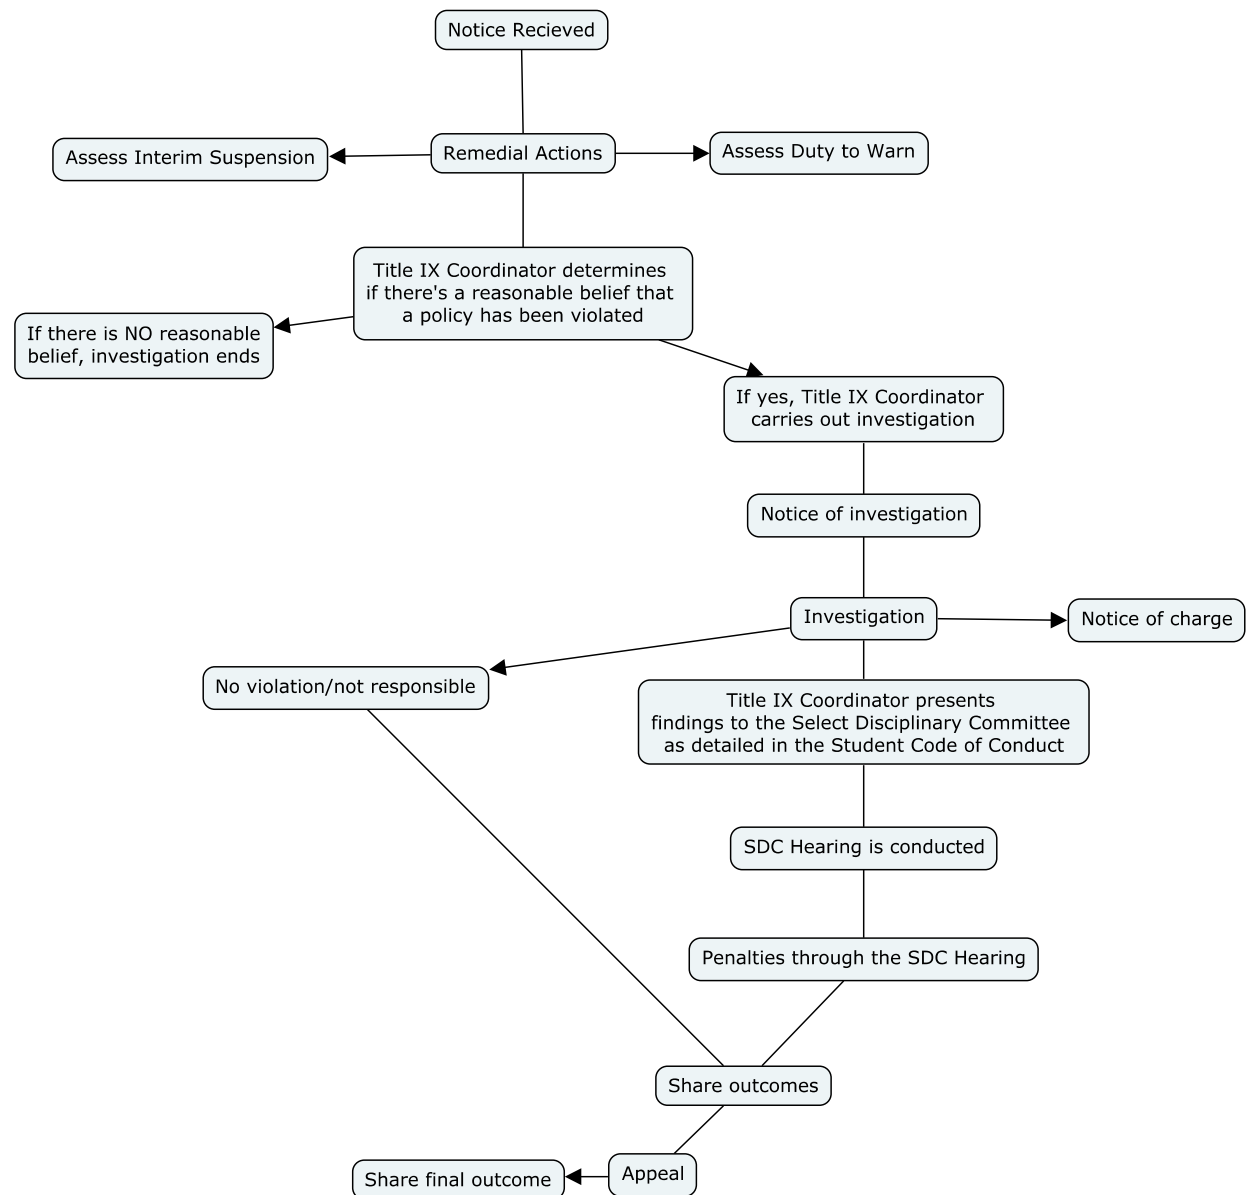 Notice Recieved
Assess Interim Suspension
Remedial Actions
Assess Duty to Warn
Title IX Coordinator determines
if there's a reasonable belief that
a policy has been violated
If there is NO reasonable
belief, investigation ends
If yes, Title IX Coordinator
carries out investigation
Notice of investigation
Investigation
Notice of charge
No violation/not responsible
Title IX Coordinator presents
findings to the Select Disciplinary Committee
as detailed in the Student Code of Conduct
SDC Hearing is conducted
Penalties through the SDC Hearing
Share outcomes
Appeal
Share final outcome